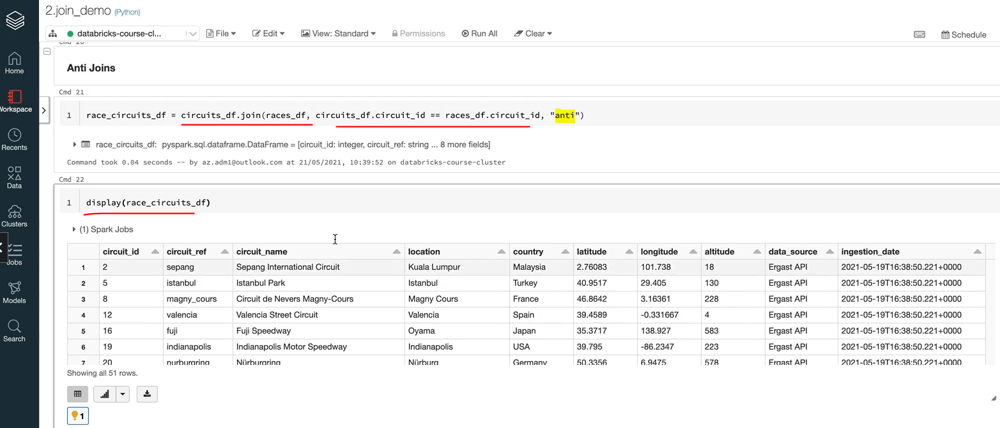 2.join_demo (Python)
databricks-course-cl... File Edit View: Standard Permissions Run All Clear Schedule
Home
Workspace
Recents
Data
Clusters
Jobs
Models
Search
Anti Joins
Cmd 21
1 race_circuits_df = circuits_df.join(races_df, circuits_df.circuit_id == races_df.circuit_id, "anti")
race_circuits_df: pyspark.sql.dataframe.DataFrame = [circuit_id: integer, circuit_ref: string ... 8 more fields]
Command took 0.04 seconds -- by az.adm1@outlook.com at 21/05/2021, 10:39:52 on databricks-course-cluster
Cmd 22
1 display(race_circuits_df)
(1) Spark Jobs
circuit_id circuit_ref circuit_name location country latitude longitude altitude data_source ingestion_date
1 2 sepang Sepang International Circuit Kuala Lumpur Malaysia 2.76083 101.738 18 Ergast API 2021-05-19T16:38:50.221+0000
2 5 istanbul Istanbul Park Istanbul Turkey 40.9517 29.405 130 Ergast API 2021-05-19T16:38:50.221+0000
3 8 magny_cours Circuit de Nevers Magny-Cours Magny Cours France 46.8642 3.16361 228 Ergast API 2021-05-19T16:38:50.221+0000
4 12 valencia Valencia Street Circuit Valencia Spain 39.4589 -0.331667 4 Ergast API 2021-05-19T16:38:50.221+0000
5 16 fuji Fuji Speedway Oyama Japan 35.3717 138.927 583 Ergast API 2021-05-19T16:38:50.221+0000
6 19 indianapolis Indianapolis Motor Speedway Indianapolis USA 39.795 -86.2347 223 Ergast API 2021-05-19T16:38:50.221+0000
7 20 nurburgring Nürburgring Nürburg Germany 50.3356 6.9475 578 Ergast API 2021-05-19T16:38:50.221+0000
Showing all 51 rows.
1